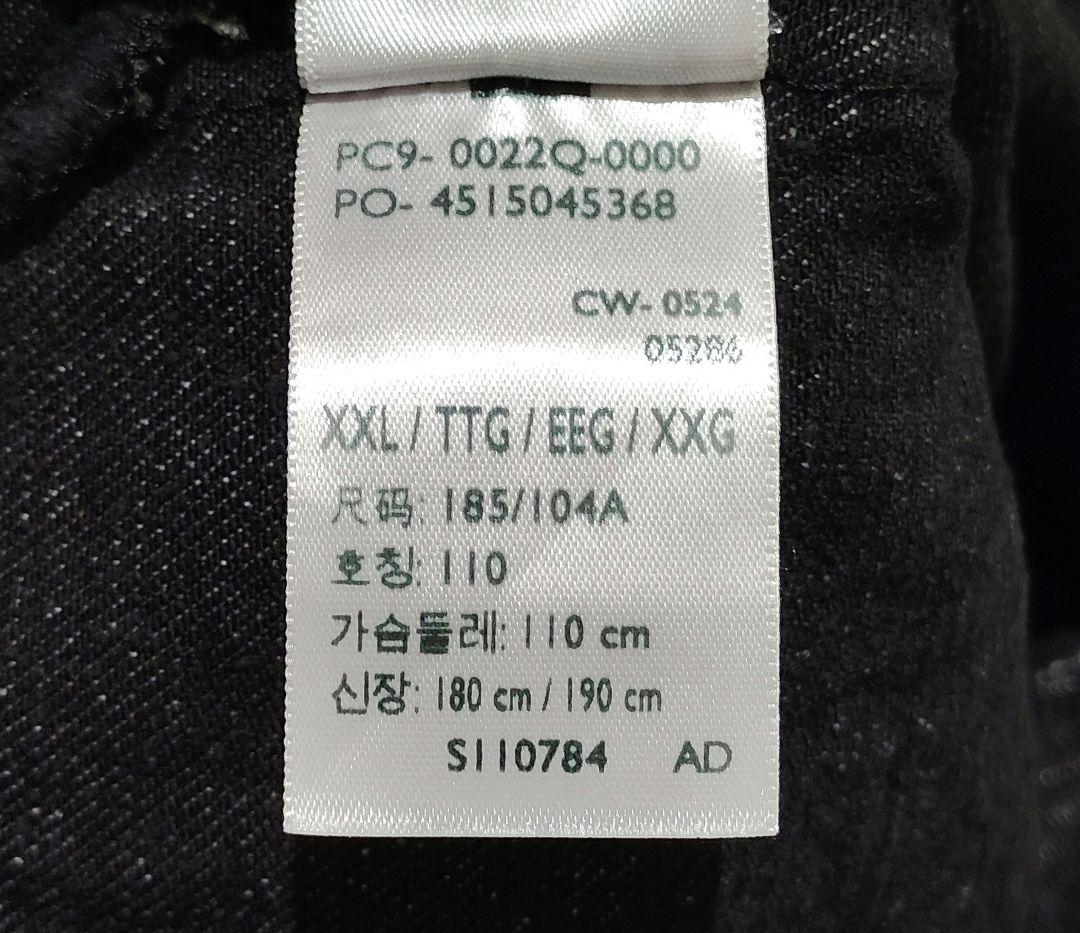 PC9- 0022Q-0000
PO- 4515045368
CW- 0524
05286
XXL / TTG / EEG / XXG
尺码: 185/104A
호칭: 110
가슴둘레: 110 cm
신장: 180 cm / 190 cm
S110784 AD